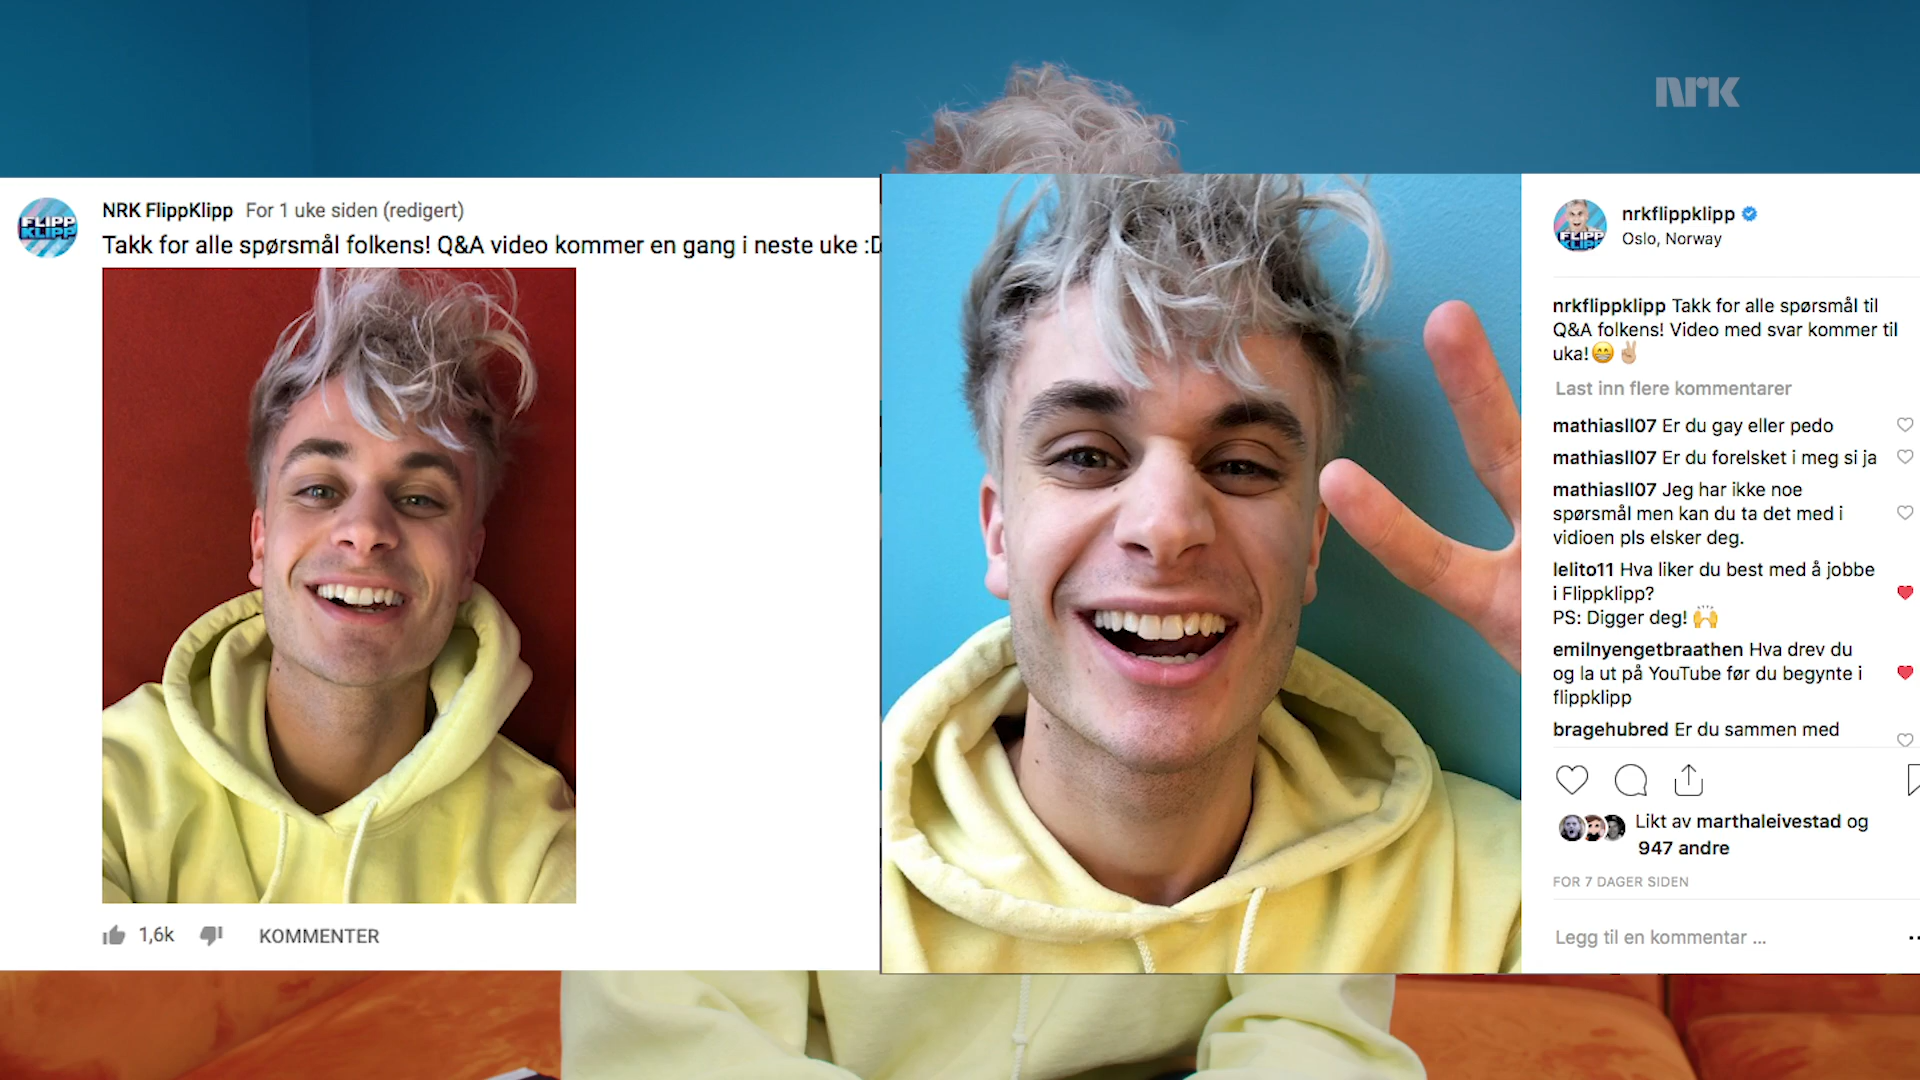 NRK
FLIPP
KLIPP
NRK FlippKlipp For 1 uke siden (redigert)
Takk for alle spørsmål folkens! Q&A video kommer en gang i neste uke :D
1,6k KOMMENTER
FLIPP
KLIPP
nrkflippklipp
Oslo, Norway
nrkflippklipp Takk for alle spørsmål til
Q&A folkens! Video med svar kommer til
uka!😁✌🏼
Last inn flere kommentarer
mathiasll07 Er du gay eller pedo
mathiasll07 Er du forelsket i meg si ja
mathiasll07 Jeg har ikke noe
spørsmål men kan du ta det med i
vidioen pls elsker deg.
lelito11 Hva liker du best med å jobbe
i Flippklipp?
PS: Digger deg! 🙌
emilnyengetbraathen Hva drev du
og la ut på YouTube før du begynte i
flippklipp
bragehubred Er du sammen med
Likt av marthaleivestad og
947 andre
FOR 7 DAGER SIDEN
Legg til en kommentar ...